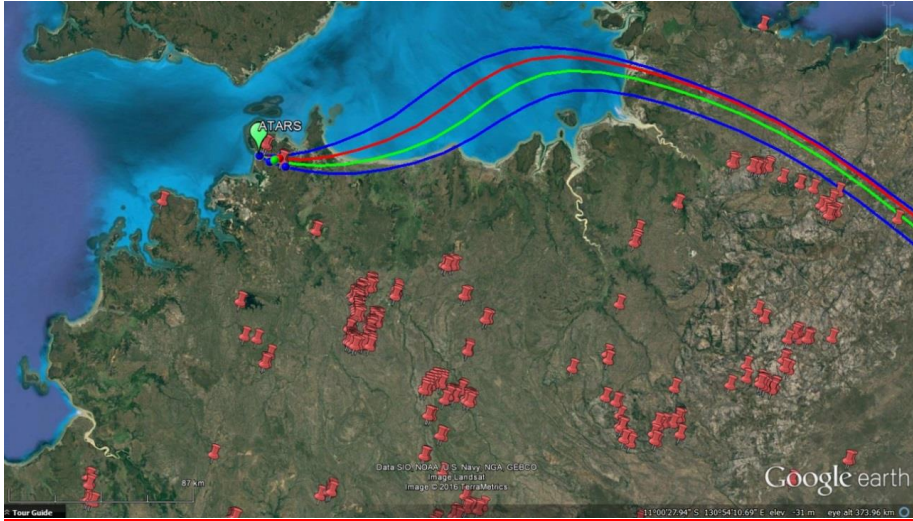 ATARS
Data SIO, NOAA, U.S. Navy, NGA, GEBCO
Image Landsat
Image © 2016 TerraMetrics
Google earth
87 km
Tour Guide
11°00'27.94" S 130°54'10.69" E elev -31 m eye alt 373.96 km